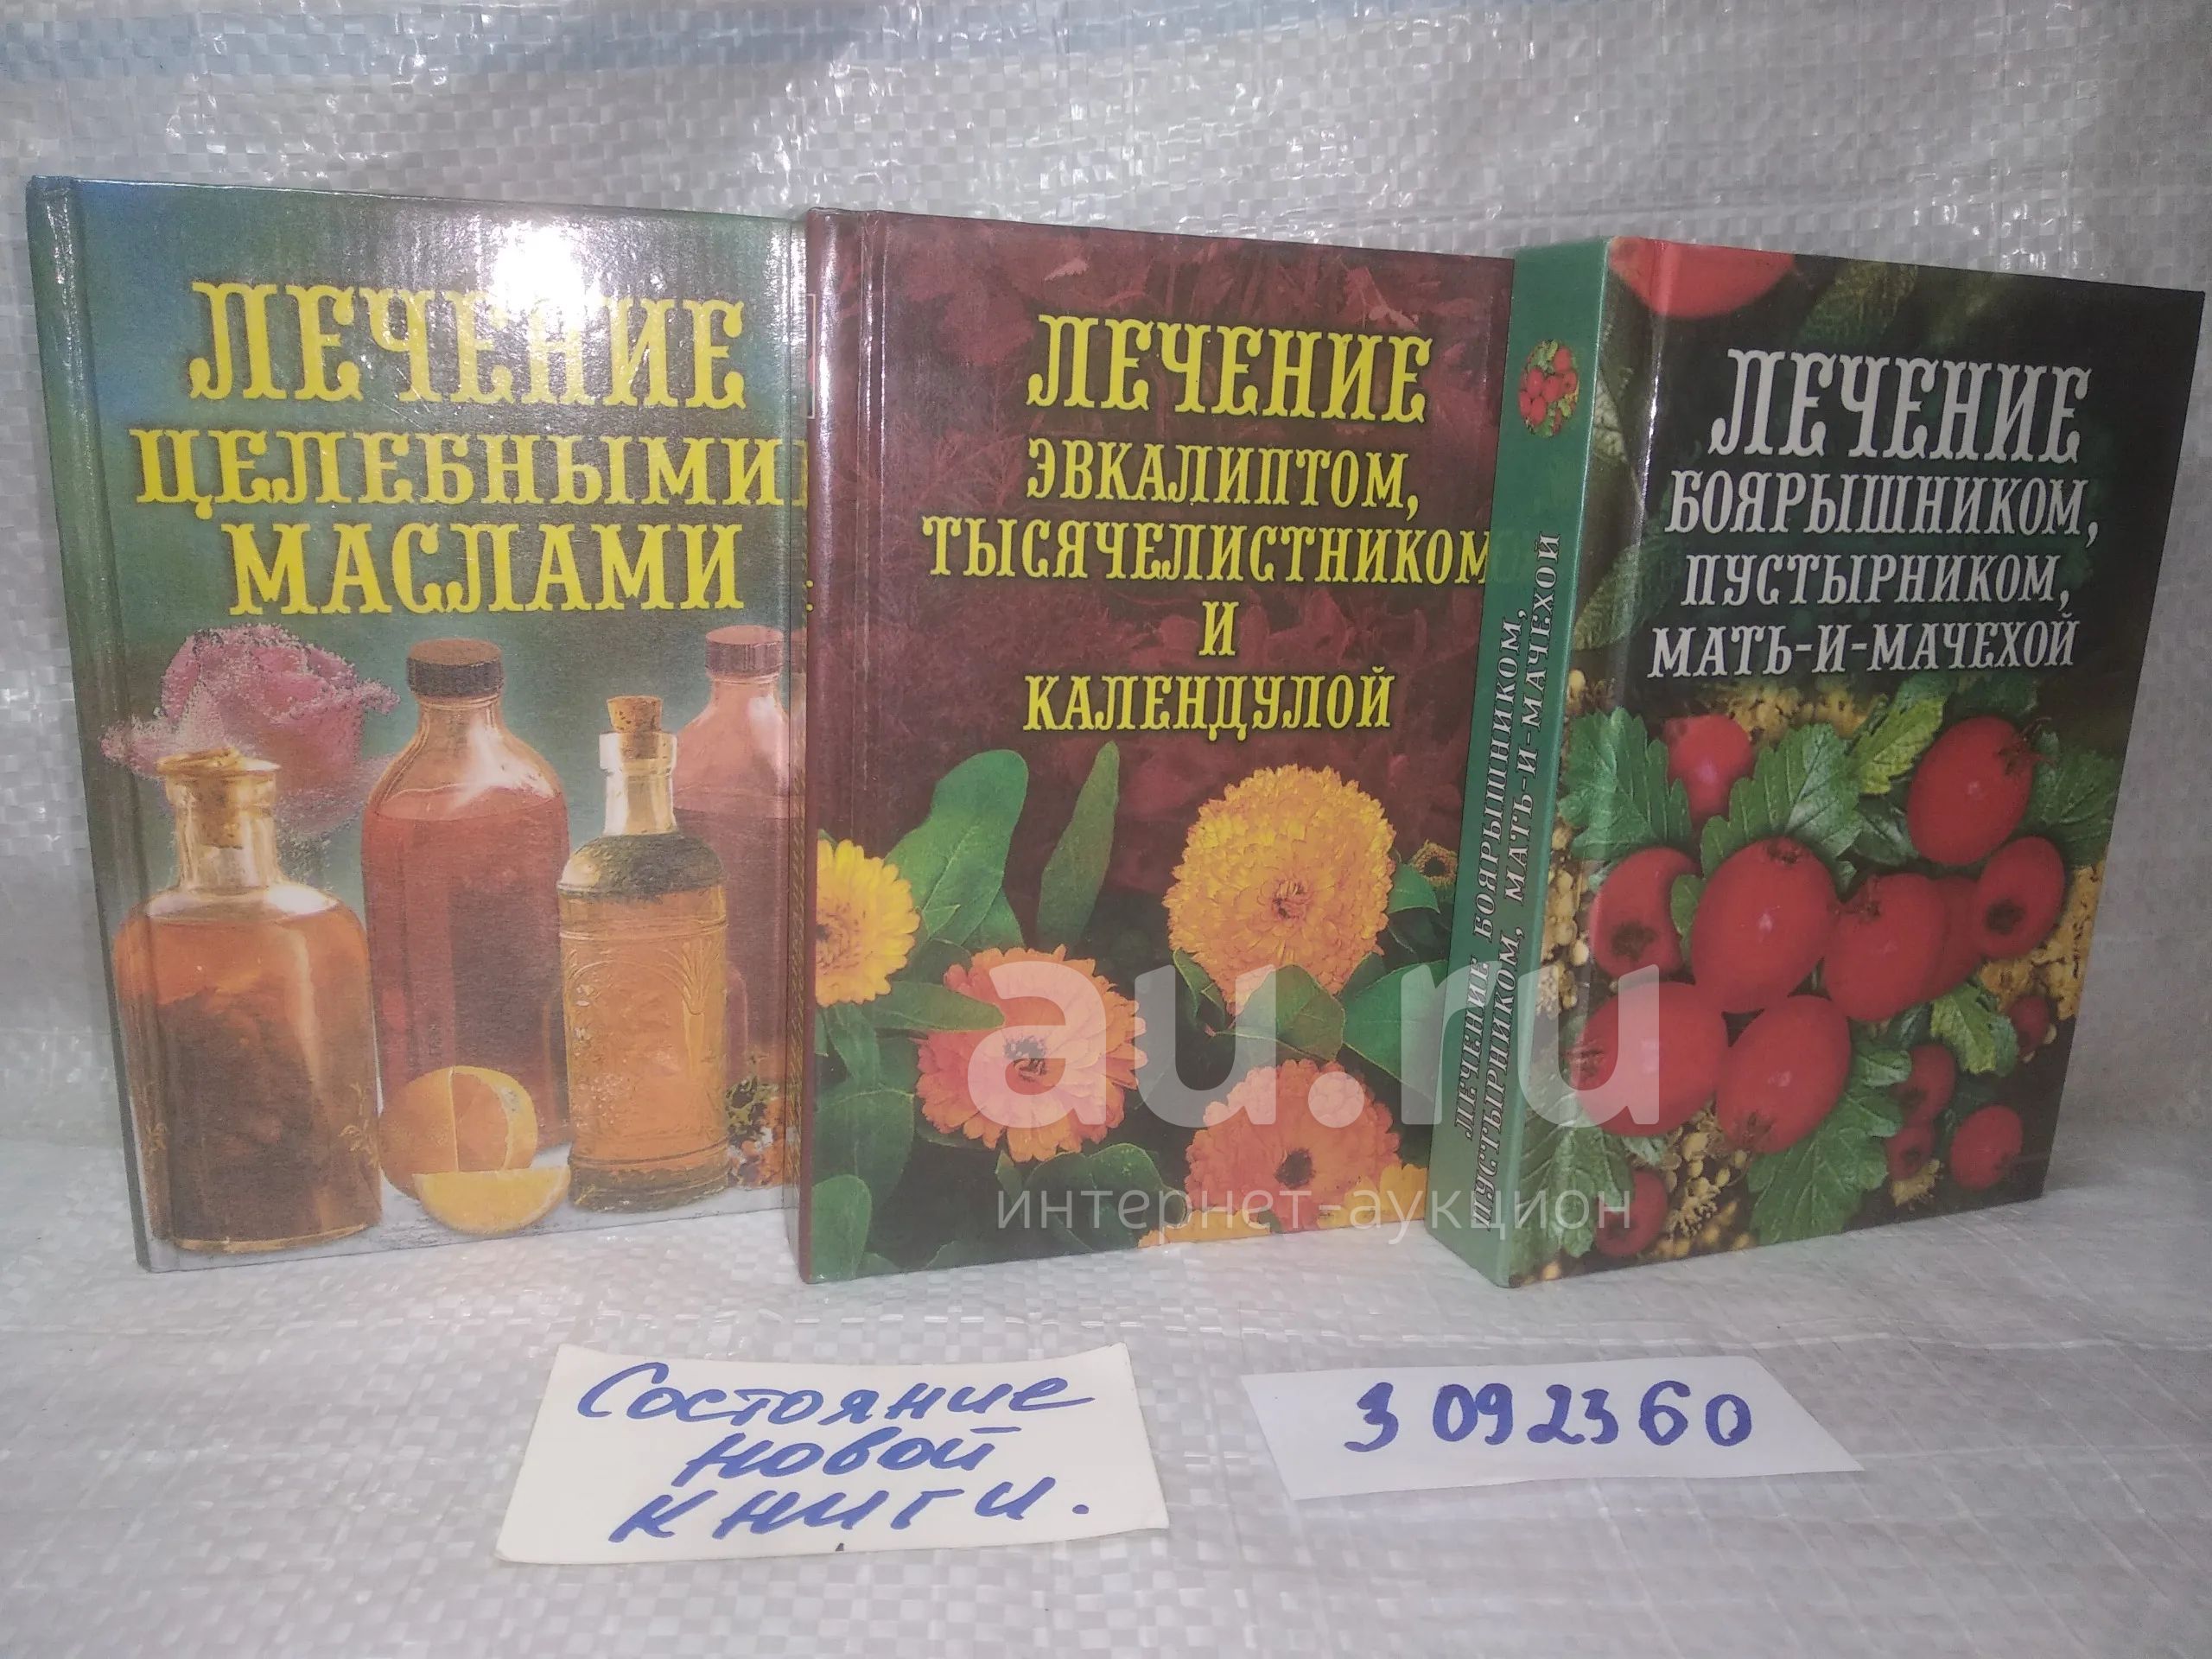 ЛЕЧЕНИЕ
ЦЕЛЕБНЫМИ
МАСЛАМИ
ЛЕЧЕНИЕ
ЭВКАЛИПТОМ,
ТЫСЯЧЕЛИСТНИКОМ
И
КАЛЕНДУЛОЙ
ЛЕЧЕНИЕ БОЯРЫШНИКОМ,
ПУСТЫРНИКОМ, МАТЬ-И-МАЧЕХОЙ
ЛЕЧЕНИЕ
БОЯРЫШНИКОМ,
ПУСТЫРНИКОМ,
МАТЬ-И-МАЧЕХОЙ
au.ru
интернет-аукцион
Состояние
новой
книги.
3 092360